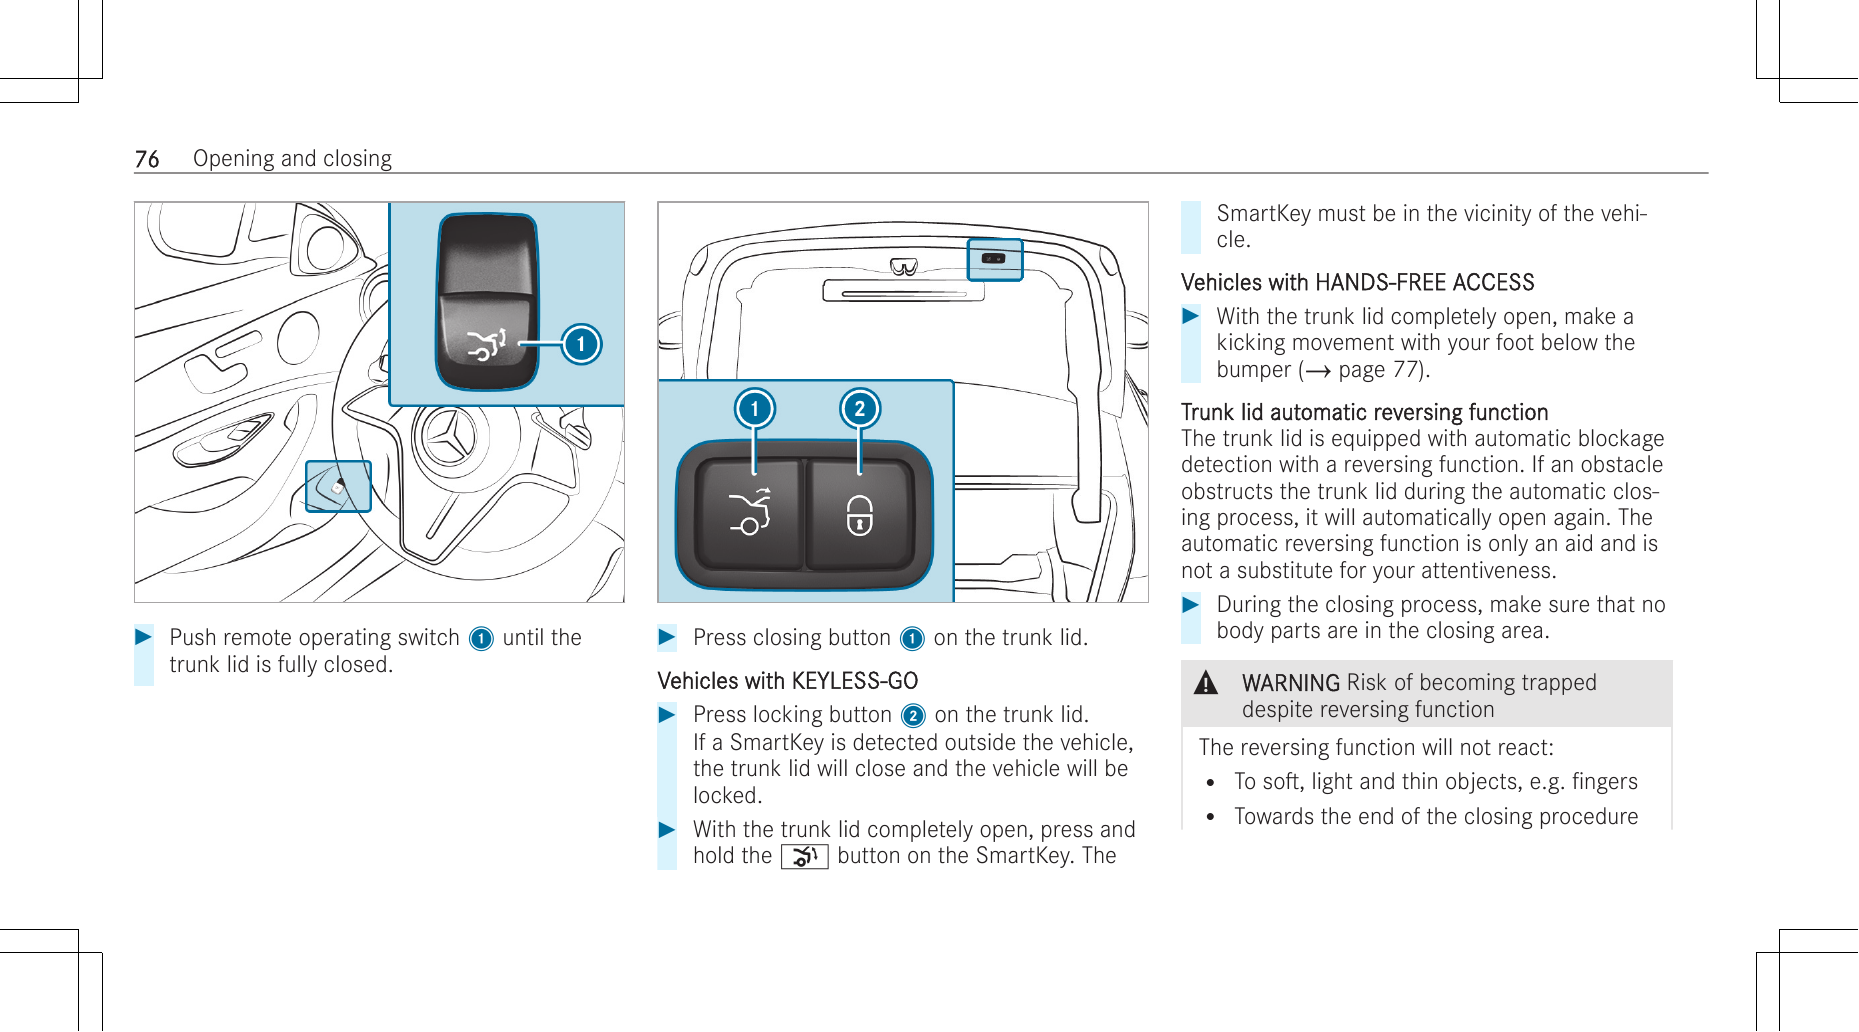 76 Opening and closing
1
Push remote operating switch 1 until the
trunk lid is fully closed.
1 2
Press closing button 1 on the trunk lid.
Vehicles with KEYLESS-GO
Press locking button 2 on the trunk lid.
If a SmartKey is detected outside the vehicle,
the trunk lid will close and the vehicle will be
locked.
With the trunk lid completely open, press and
hold the button on the SmartKey. The
SmartKey must be in the vicinity of the vehi-
cle.
Vehicles with HANDS-FREE ACCESS
With the trunk lid completely open, make a
kicking movement with your foot below the
bumper (→ page 77).
Trunk lid automatic reversing function
The trunk lid is equipped with automatic blockage
detection with a reversing function. If an obstacle
obstructs the trunk lid during the automatic clos-
ing process, it will automatically open again. The
automatic reversing function is only an aid and is
not a substitute for your attentiveness.
During the closing process, make sure that no
body parts are in the closing area.
WARNING Risk of becoming trapped
despite reversing function
The reversing function will not react:
• To soft, light and thin objects, e.g. fingers
• Towards the end of the closing procedure